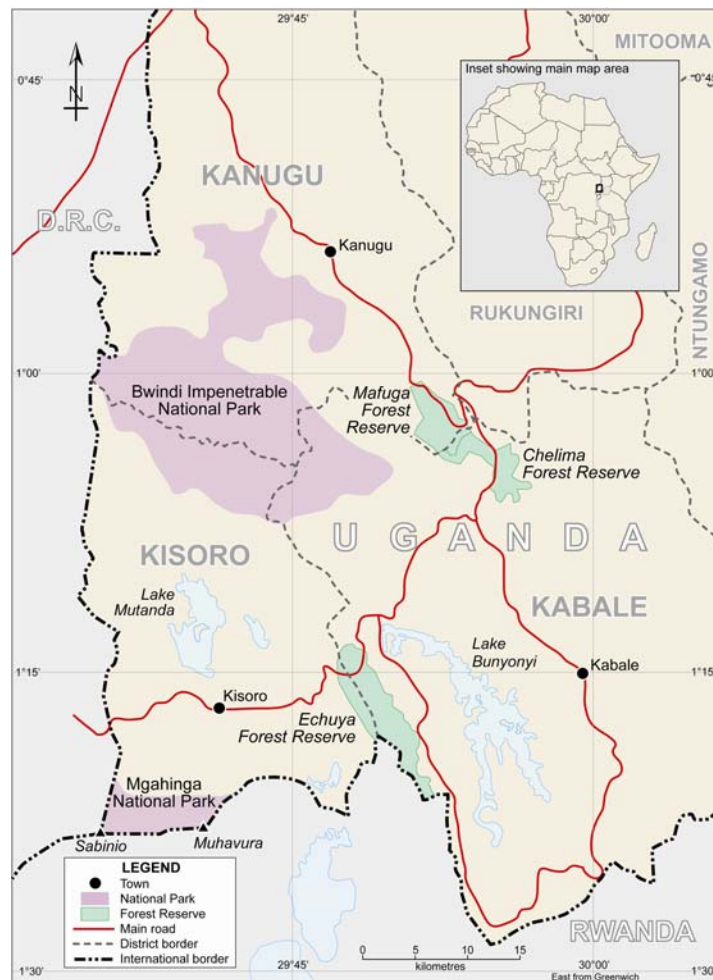 29°45'
30°00'
MITOOMA
0°45'
0°4
Inset showing main map area
N
KANUGU
D.R.C.
Kanugu
RUKUNGIRI
NTUNGAMO
1°00'
1°00'
Bwindi Impenetrable
National Park
Mafuga
Forest
Reserve
Chelima
Forest Reserve
UGANDA
KISORO
Lake
Mutanda
KABALE
Lake
Bunyonyi
Kabale
1°15'
1°15'
Kisoro
Echuya
Forest Reserve
Mgahinga
National Park
Sabinio
Muhavura
LEGEND
Town
National Park
Forest Reserve
Main road
District border
International border
RWANDA
0 5 10 15
kilometres
1°30'
29°45'
30°00'
East from Greenwich